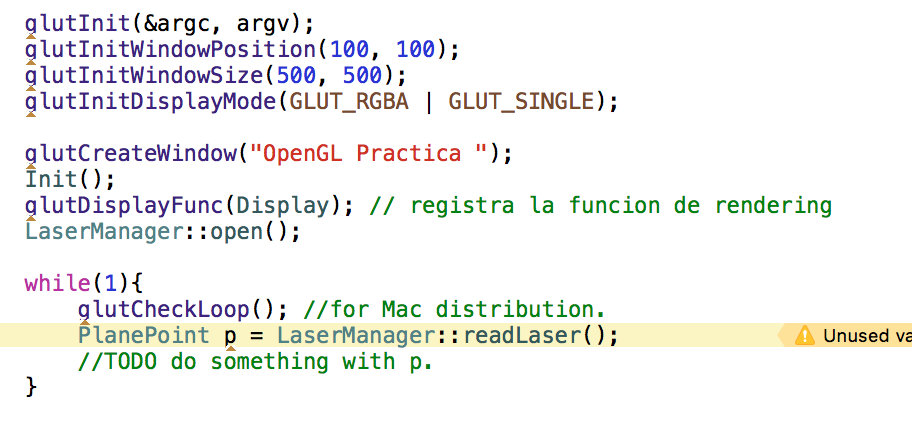 glutInit(&argc, argv);
glutInitWindowPosition(100, 100);
glutInitWindowSize(500, 500);
glutInitDisplayMode(GLUT_RGBA | GLUT_SINGLE);
glutCreateWindow("OpenGL Practica ");
Init();
glutDisplayFunc(Display); // registra la funcion de rendering
LaserManager::open();
while(1){
glutCheckLoop(); //for Mac distribution.
PlanePoint p = LaserManager::readLaser(); Unused va
//TODO do something with p.
}